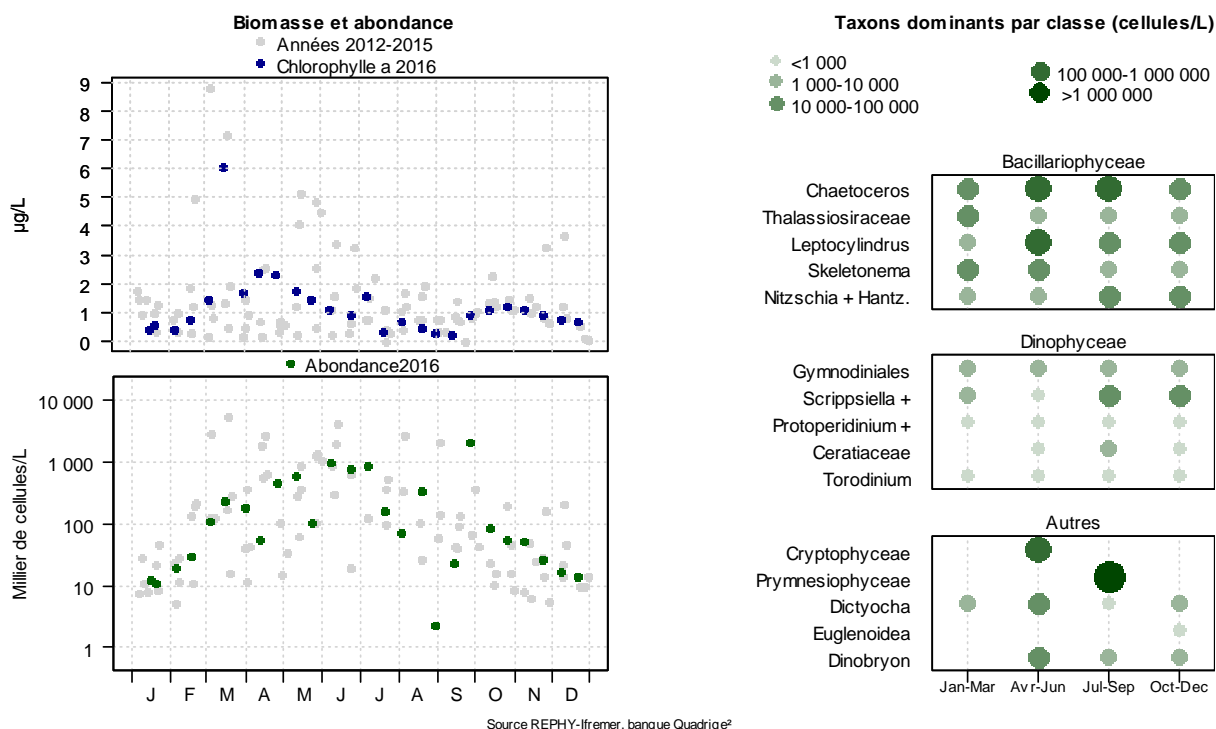 Biomasse et abondance
Années 2012-2015
Chlorophylle a 2016
9
8
7
6
5
4
3
2
1
0
µg/L
Abondance2016
10 000
1 000
100
10
1
Millier de cellules/L
J F M A M J J A S O N D
Taxons dominants par classe (cellules/L)
<1 000
1 000-10 000
10 000-100 000
100 000-1 000 000
>1 000 000
Bacillariophyceae
Chaetoceros
Thalassiosiraceae
Leptocylindrus
Skeletonema
Nitzschia + Hantz.
Dinophyceae
Gymnodiniales
Scrippsiella +
Protoperidinium +
Ceratiaceae
Torodinium
Autres
Cryptophyceae
Prymnesiophyceae
Dictyocha
Euglenoidea
Dinobryon
Jan-Mar Avr-Jun Jul-Sep Oct-Dec
Source REPHY-Ifremer, banque Quadrige²